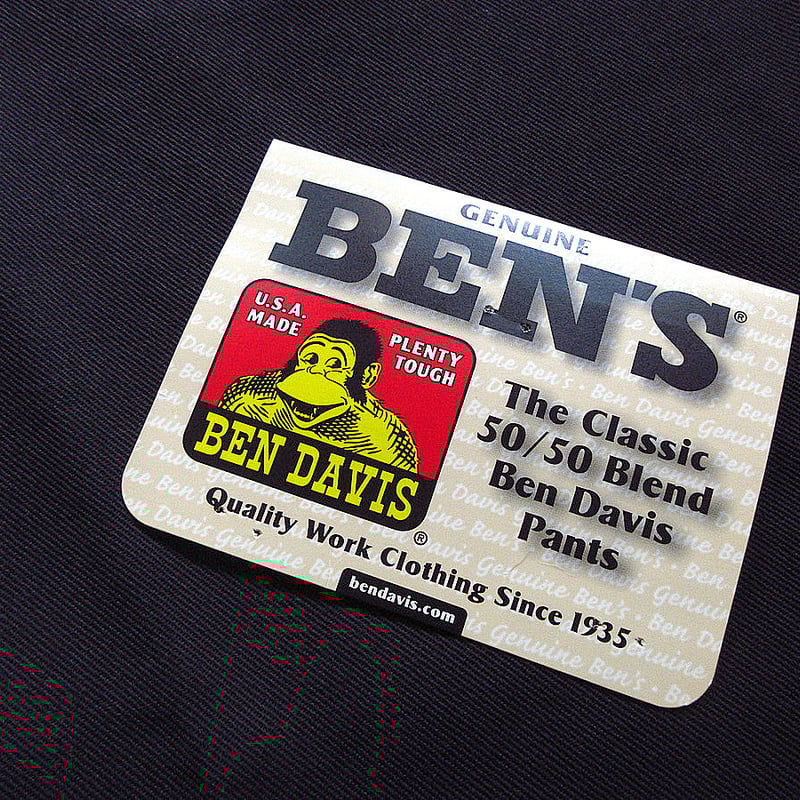 GENUINE
BEN'S®
U.S.A.
MADE
PLENTY
TOUGH
BEN DAVIS®
The Classic
50/50 Blend
Ben Davis
Pants
Quality Work Clothing Since 1935
bendavis.com